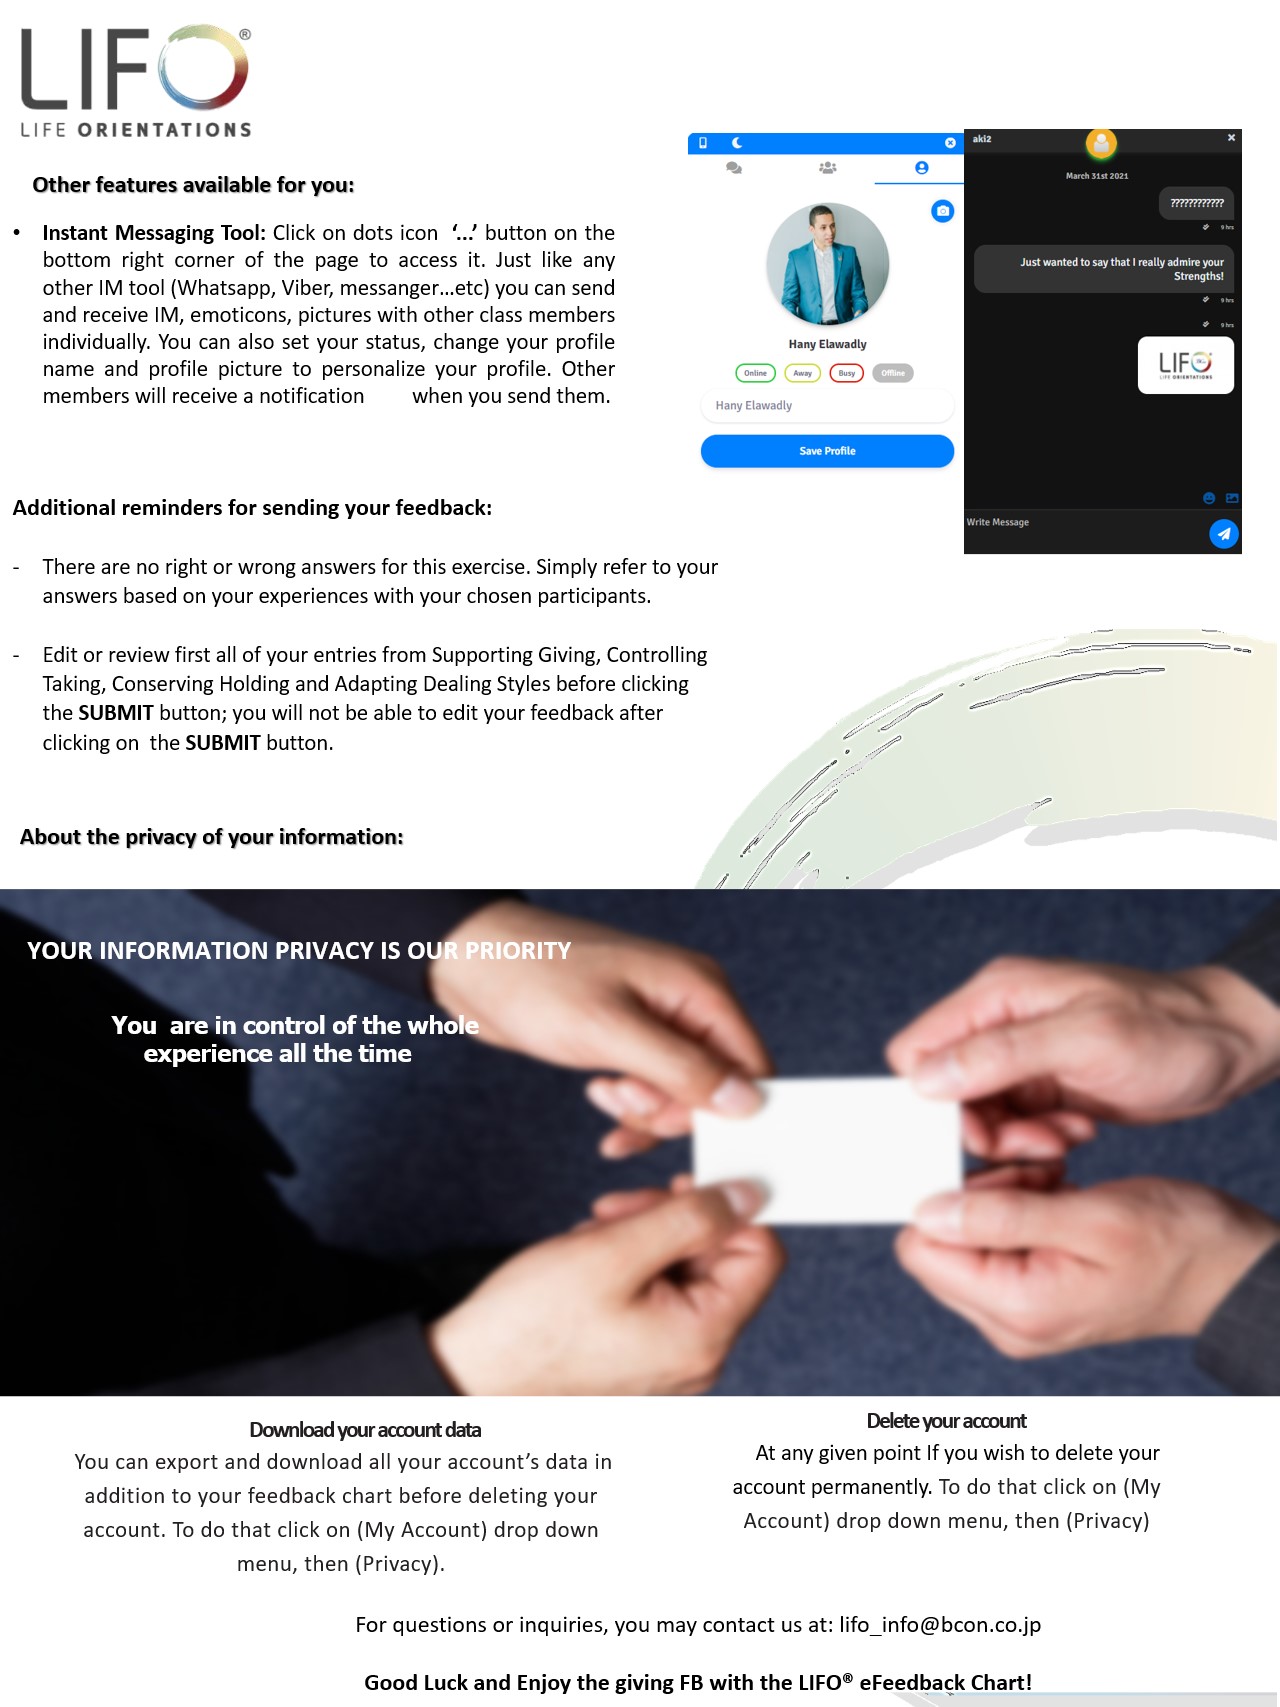 LIFO®
LIFE ORIENTATIONS
Other features available for you:
• Instant Messaging Tool: Click on dots icon ‘...’ button on the
bottom right corner of the page to access it. Just like any
other IM tool (Whatsapp, Viber, messanger...etc) you can send
and receive IM, emoticons, pictures with other class members
individually. You can also set your status, change your profile
name and profile picture to personalize your profile. Other
members will receive a notification when you send them.
Hany Elawadly
Online Away Busy Offline
Hany Elawadly
Save Profile
aki2
March 31st 2021
????????????
9 hrs
Just wanted to say that I really admire your
Strengths!
9 hrs
9 hrs
LIFO
LIFE ORIENTATIONS
Write Message
Additional reminders for sending your feedback:
- There are no right or wrong answers for this exercise. Simply refer to your
answers based on your experiences with your chosen participants.
- Edit or review first all of your entries from Supporting Giving, Controlling
Taking, Conserving Holding and Adapting Dealing Styles before clicking
the SUBMIT button; you will not be able to edit your feedback after
clicking on the SUBMIT button.
About the privacy of your information:
YOUR INFORMATION PRIVACY IS OUR PRIORITY
You are in control of the whole
experience all the time
Download your account data
You can export and download all your account’s data in
addition to your feedback chart before deleting your
account. To do that click on (My Account) drop down
menu, then (Privacy).
Delete your account
At any given point If you wish to delete your
account permanently. To do that click on (My
Account) drop down menu, then (Privacy)
For questions or inquiries, you may contact us at: lifo_info@bcon.co.jp
Good Luck and Enjoy the giving FB with the LIFO® eFeedback Chart!